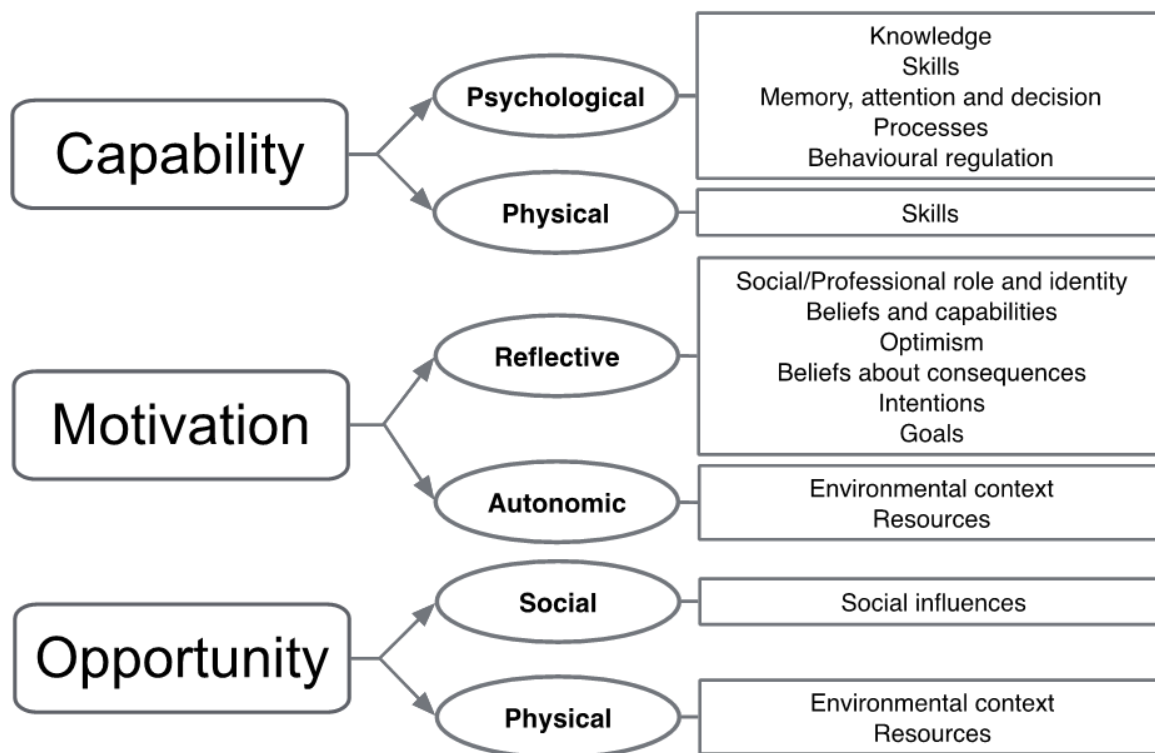 Capability
Psychological
Knowledge
Skills
Memory, attention and decision
Processes
Behavioural regulation
Physical
Skills
Motivation
Reflective
Social/Professional role and identity
Beliefs and capabilities
Optimism
Beliefs about consequences
Intentions
Goals
Autonomic
Environmental context
Resources
Opportunity
Social
Social influences
Physical
Environmental context
Resources